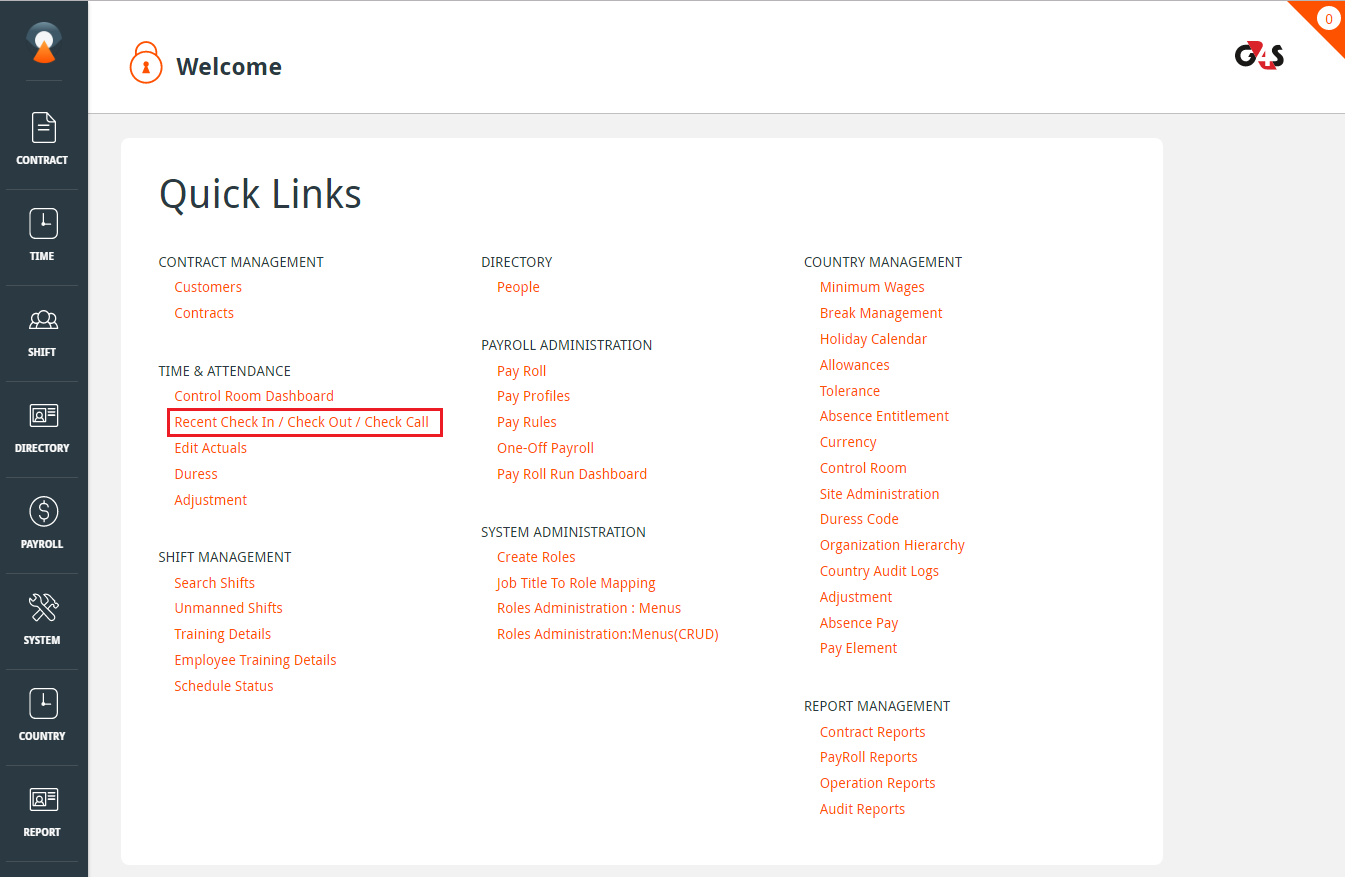 0
Welcome
G4S
CONTRACT
TIME
SHIFT
DIRECTORY
PAYROLL
SYSTEM
COUNTRY
REPORT
Quick Links
CONTRACT MANAGEMENT
Customers
Contracts
TIME & ATTENDANCE
Control Room Dashboard
Recent Check In / Check Out / Check Call
Edit Actuals
Duress
Adjustment
SHIFT MANAGEMENT
Search Shifts
Unmanned Shifts
Training Details
Employee Training Details
Schedule Status
DIRECTORY
People
PAYROLL ADMINISTRATION
Pay Roll
Pay Profiles
Pay Rules
One-Off Payroll
Pay Roll Run Dashboard
SYSTEM ADMINISTRATION
Create Roles
Job Title To Role Mapping
Roles Administration : Menus
Roles Administration:Menus(CRUD)
COUNTRY MANAGEMENT
Minimum Wages
Break Management
Holiday Calendar
Allowances
Tolerance
Absence Entitlement
Currency
Control Room
Site Administration
Duress Code
Organization Hierarchy
Country Audit Logs
Adjustment
Absence Pay
Pay Element
REPORT MANAGEMENT
Contract Reports
PayRoll Reports
Operation Reports
Audit Reports